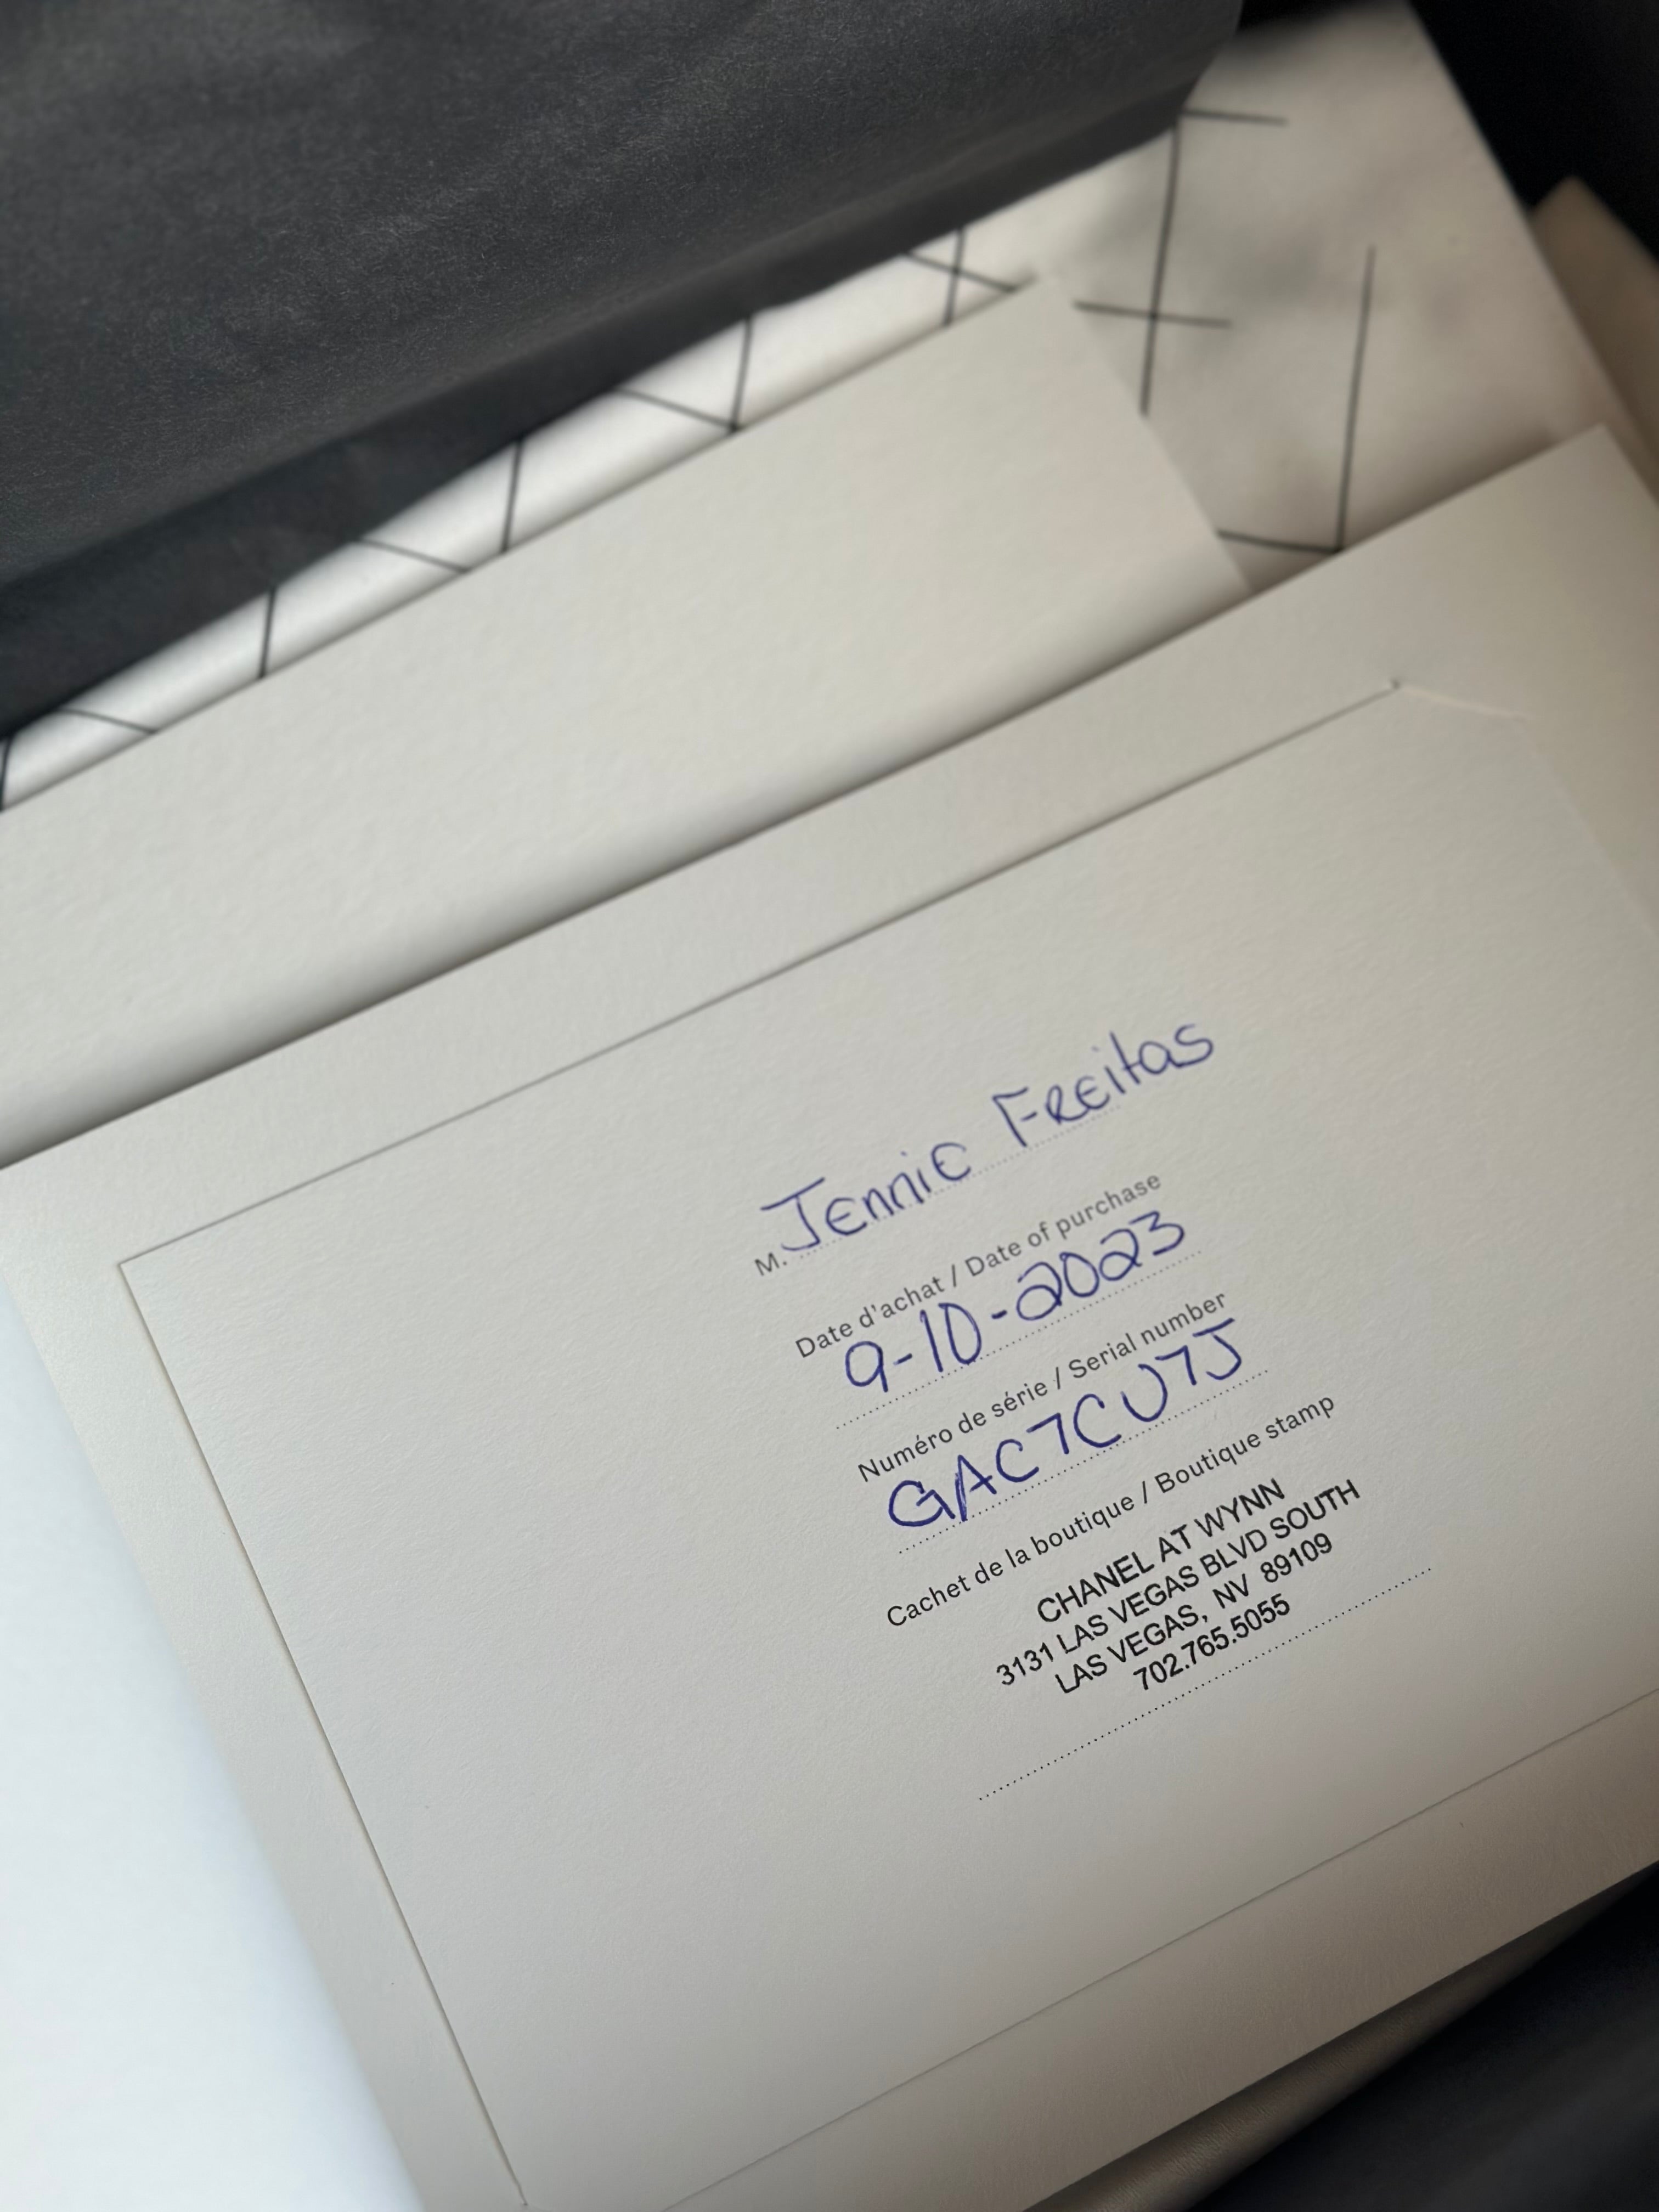 M. Jennie Freitas
Date d'achat / Date of purchase
9-10-2023
Numéro de série / Serial number
GAC7CU7J
Cachet de la boutique / Boutique stamp
CHANEL AT WYNN
3131 LAS VEGAS BLVD SOUTH
LAS VEGAS, NV 89109
702.765.5055